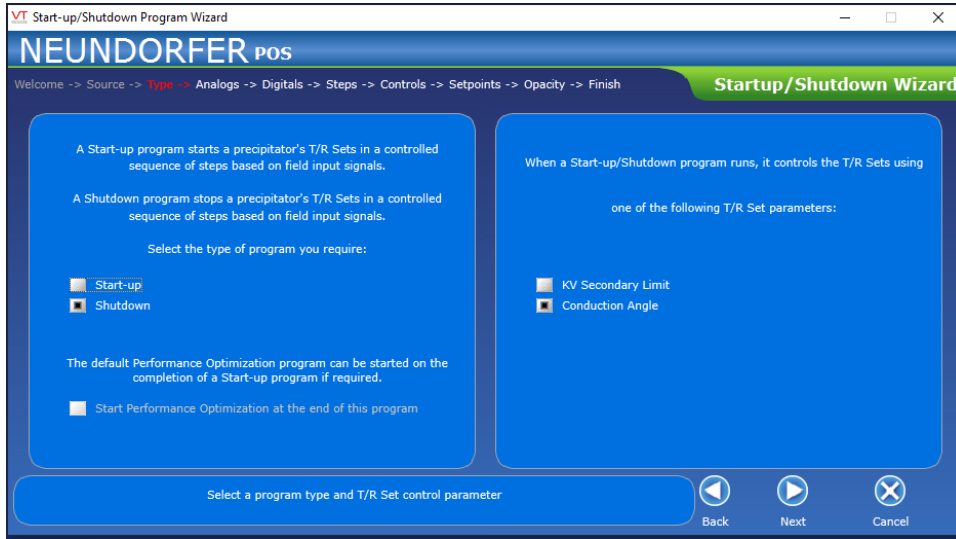 VT Start-up/Shutdown Program Wizard
NEUNDORFER POS
Welcome -> Source -> Type -> Analogs -> Digitals -> Steps -> Controls -> Setpoints -> Opacity -> Finish
Startup/Shutdown Wizard
A Start-up program starts a precipitator's T/R Sets in a controlled
sequence of steps based on field input signals.
A Shutdown program stops a precipitator's T/R Sets in a controlled
sequence of steps based on field input signals.
Select the type of program you require:
Start-up
Shutdown
The default Performance Optimization program can be started on the
completion of a Start-up program if required.
Start Performance Optimization at the end of this program
When a Start-up/Shutdown program runs, it controls the T/R Sets using
one of the following T/R Set parameters:
KV Secondary Limit
Conduction Angle
Select a program type and T/R Set control parameter
Back
Next
Cancel